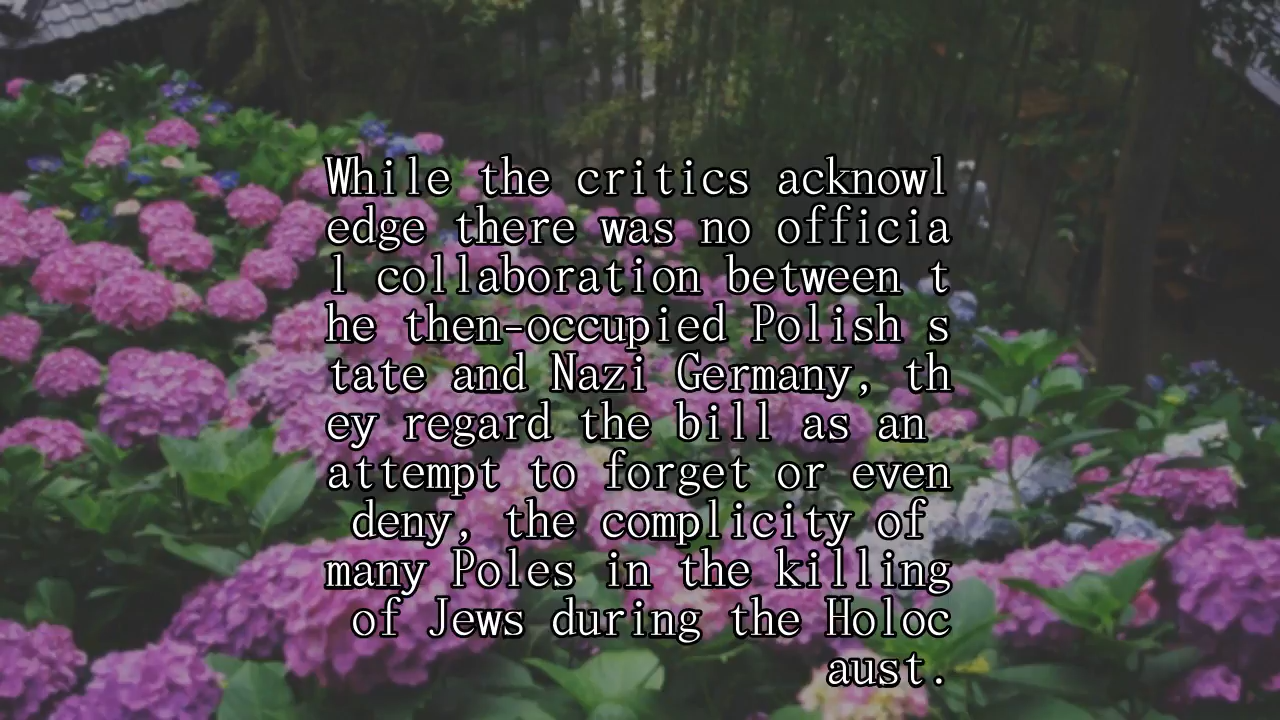 While the critics acknowl
edge there was no officia
l collaboration between t
he then-occupied Polish s
tate and Nazi Germany, th
ey regard the bill as an
attempt to forget or even
deny, the complicity of
many Poles in the killing
of Jews during the Holoc
aust.